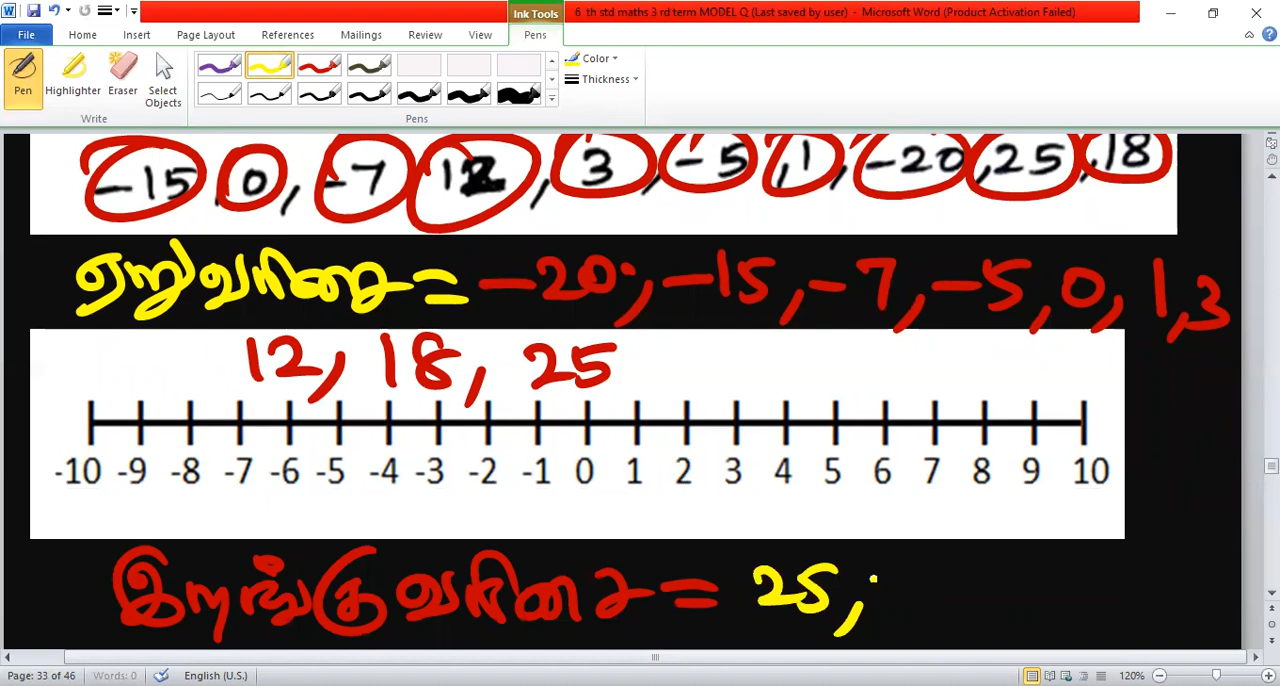 6 th std maths 3 rd term MODEL Q (Last saved by user) - Microsoft Word (Product Activation Failed)
Ink Tools
File Home Insert Page Layout References Mailings Review View Pens
Pen Highlighter Eraser Select Objects
Color
Thickness
Write Pens
-15, 0, -7 12, 3, -5, 1, -20, 25, 18
ஏறுவரிசை = -20, -15, -7, -5, 0, 1, 3
12, 18, 25
-10 -9 -8 -7 -6 -5 -4 -3 -2 -1 0 1 2 3 4 5 6 7 8 9 10
இறங்குவரிசை = 25,
Page: 33 of 46 Words: 0 English (U.S.) 120%